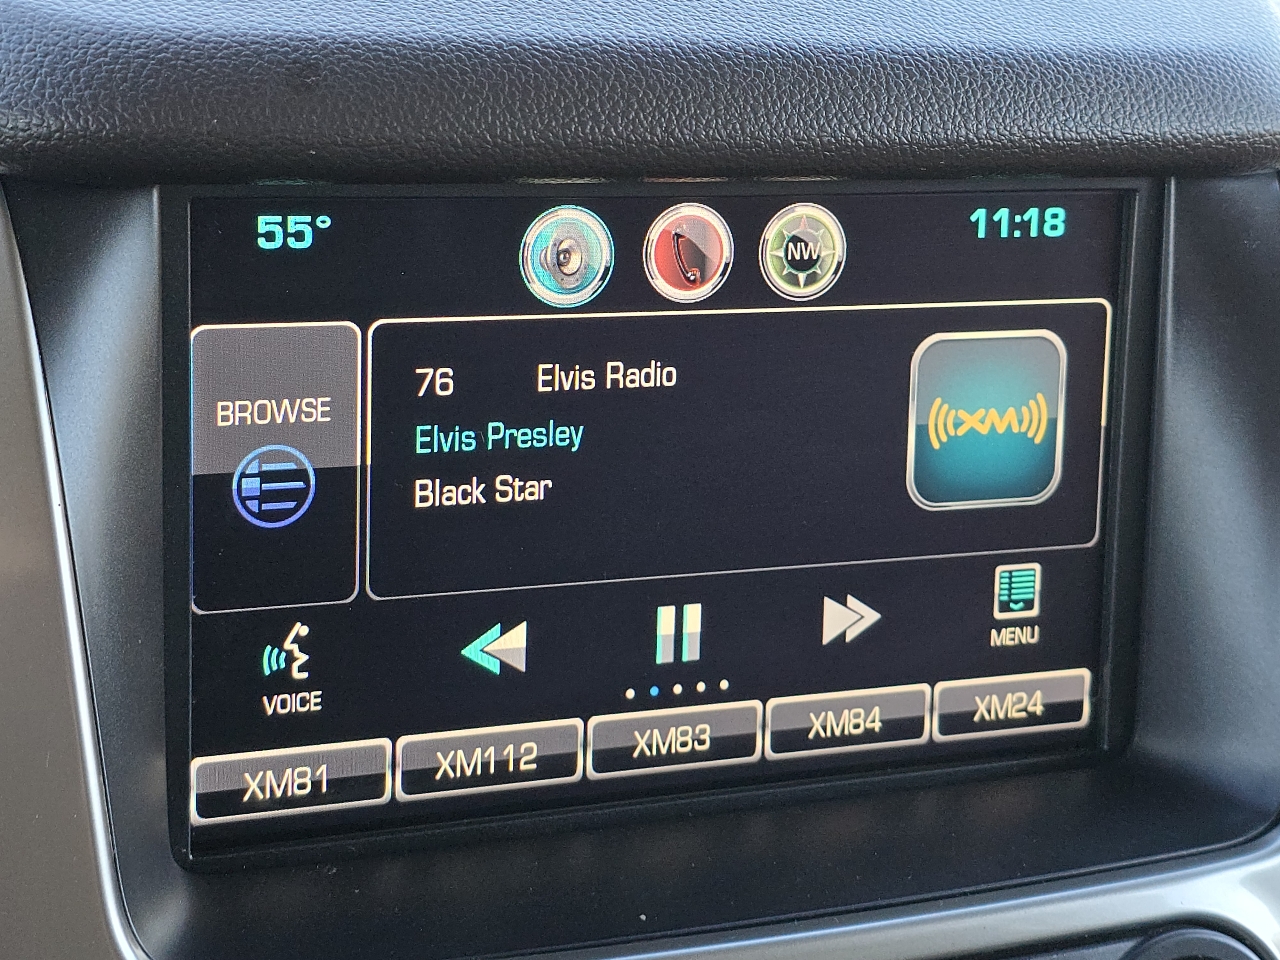 55°
NW
11:18
BROWSE
76 Elvis Radio
Elvis Presley
Black Star
((XM))
VOICE
MENU
XM81
XM112
XM83
XM84
XM24